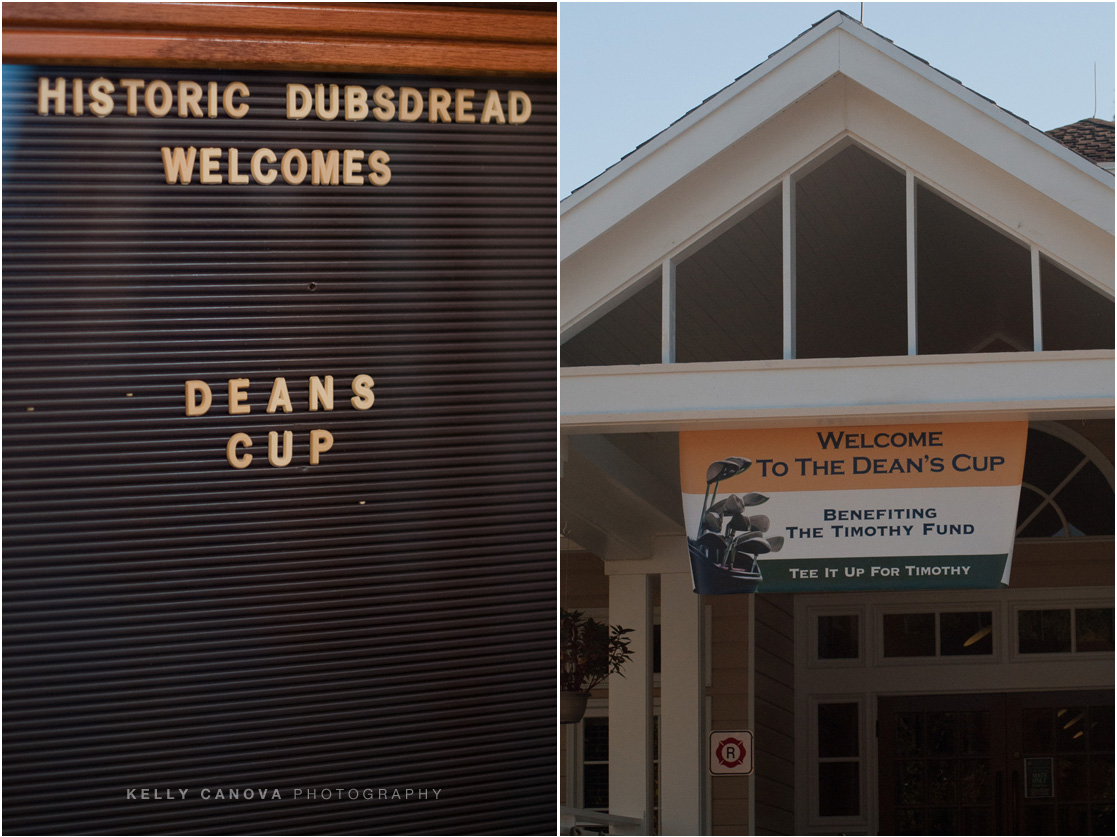 HISTORIC DUBSDREAD
WELCOMES
DEANS
CUP
KELLY CANOVA PHOTOGRAPHY
WELCOME
TO THE DEAN'S CUP
BENEFITING
THE TIMOTHY FUND
TEE IT UP FOR TIMOTHY
R